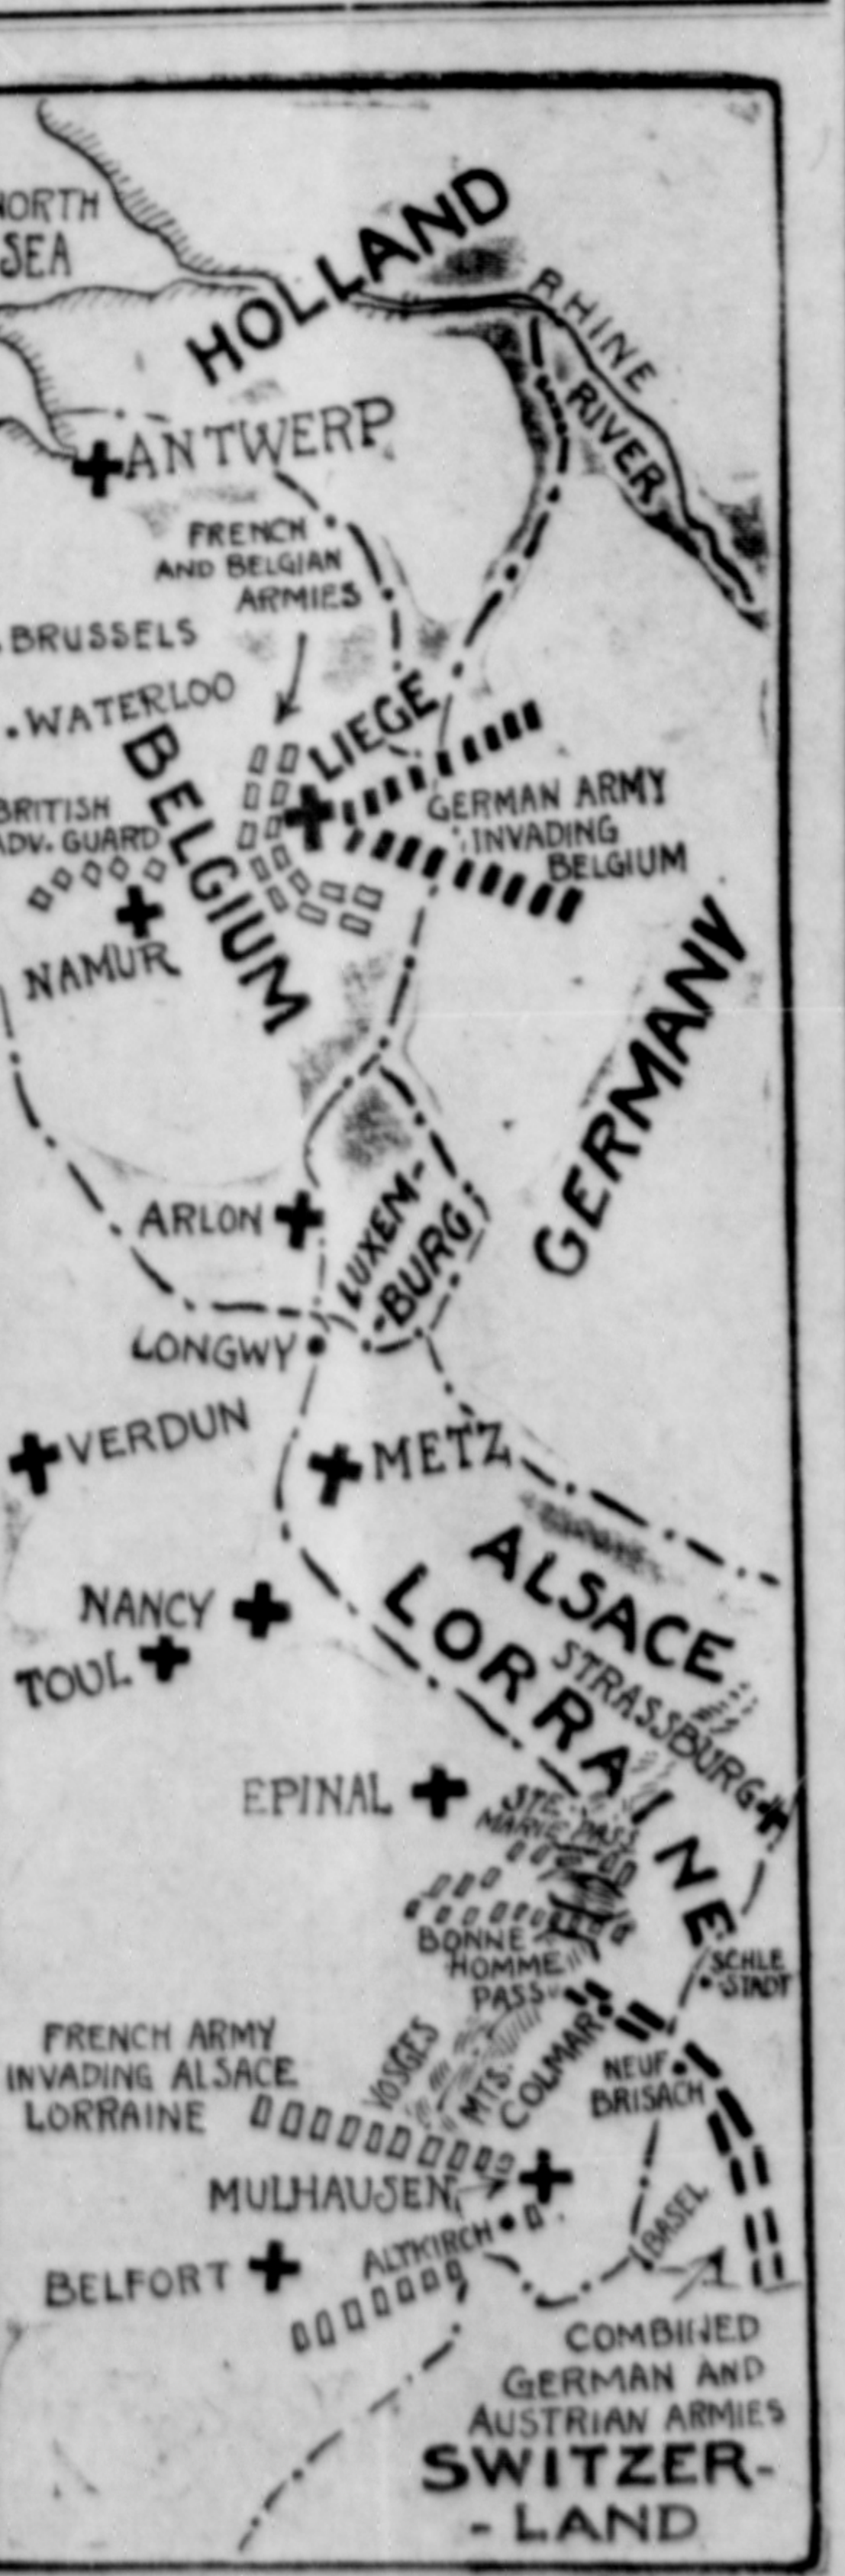 NORTH
SEA
HOLLAND
RHINE
RIVER
ANTWERP
FRENCH
AND BELGIAN
ARMIES
BRUSSELS
WATERLOO
LIEGE
BELGIUM
BRITISH
ADV. GUARD
GERMAN ARMY
INVADING
BELGIUM
NAMUR
GERMANY
ARLON
LUXEM-
-BURG
LONGWY
VERDUN
METZ
ALSACE
LORRAINE
NANCY
TOUL
STRASSBURG
EPINAL
STE.
MARIE PASS
BONNE
HOMME
PASS
SCHLE
STADT
FRENCH ARMY
INVADING ALSACE
LORRAINE
VOSGES
MTS.
COLMAR
NEUF
BRISACH
MULHAUSEN
ALTKIRCH
BASEL
BELFORT
COMBINED
GERMAN AND
AUSTRIAN ARMIES
SWITZER-
-LAND